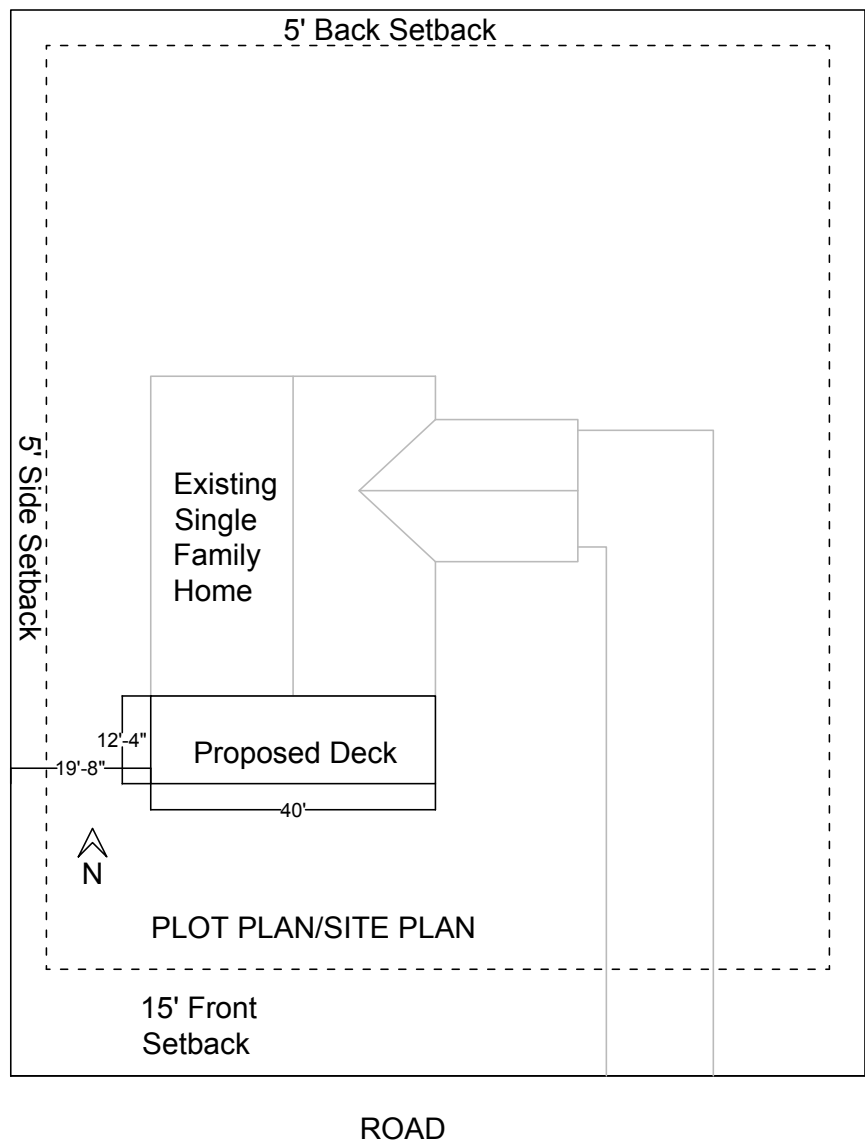 5' Back Setback
5' Side Setback
Existing
Single
Family
Home
12'-4"
Proposed Deck
19'-8"
40'
N
PLOT PLAN/SITE PLAN
15' Front
Setback
ROAD